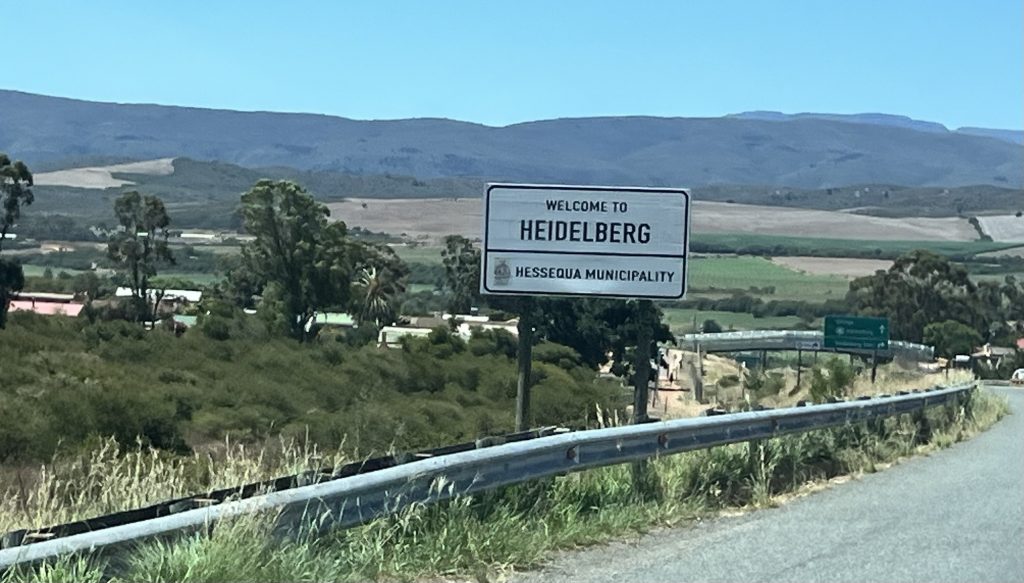 WELCOME TO
HEIDELBERG
HESSEQUA MUNICIPALITY